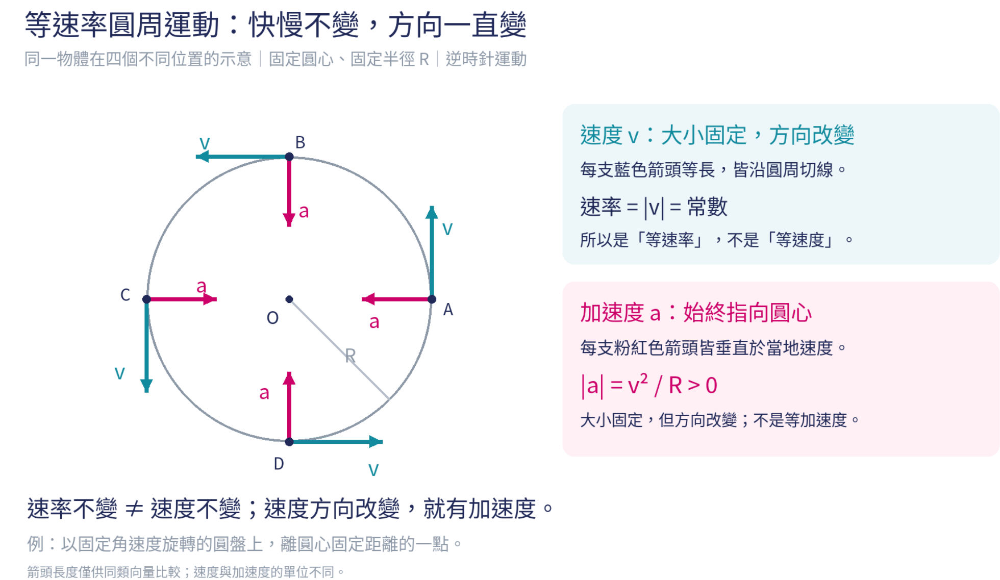 等速率圓周運動：快慢不變，方向一直變
同一物體在四個不同位置的示意｜固定圓心、固定半徑 R｜逆時針運動
v
B
a
v
C
a
O
A
a
R
v
a
D
v
速度 v：大小固定，方向改變
每支藍色箭頭等長，皆沿圓周切線。
速率 = |v| = 常數
所以是「等速率」，不是「等速度」。
加速度 a：始終指向圓心
每支粉紅色箭頭皆垂直於當地速度。
|a| = v² / R > 0
大小固定，但方向改變；不是等加速度。
速率不變 ≠ 速度不變；速度方向改變，就有加速度。
例：以固定角速度旋轉的圓盤上，離圓心固定距離的一點。
箭頭長度僅供同類向量比較；速度與加速度的單位不同。